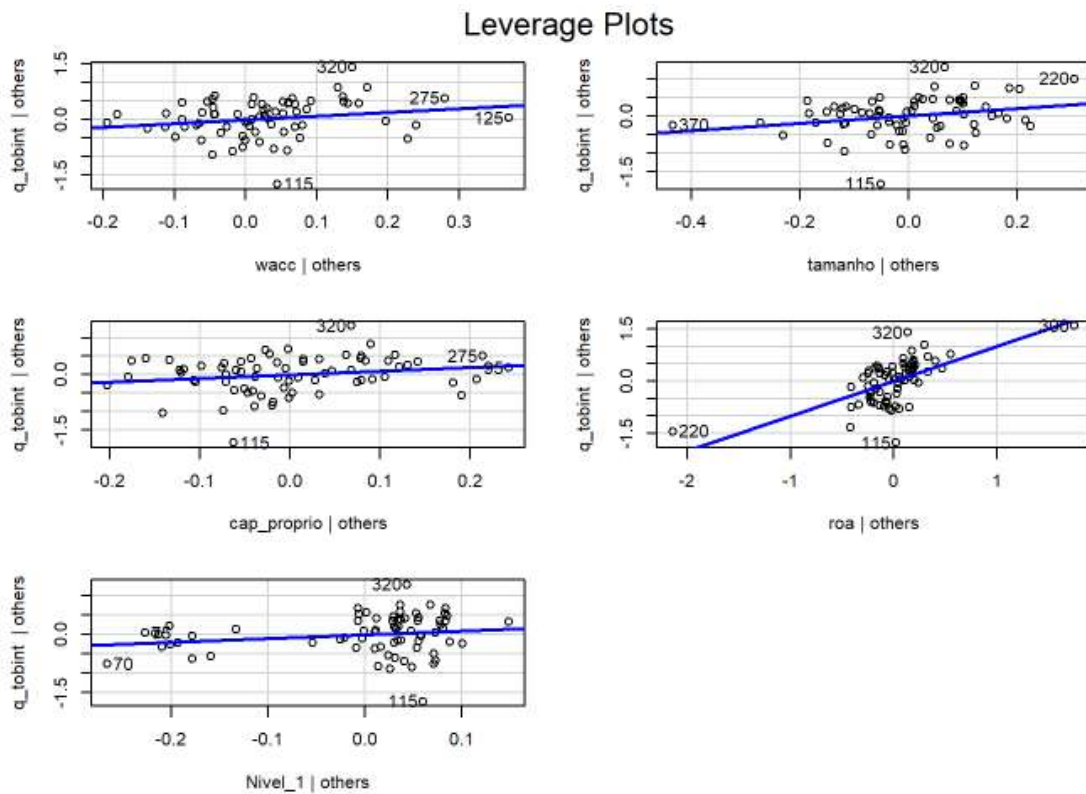 Leverage Plots
q_tobint | others
1.5
0.0
-1.5
320
275
125
115
-0.2 -0.1 0.0 0.1 0.2 0.3
wacc | others
q_tobint | others
1.5
0.0
-1.5
320
220
370
115
-0.4 -0.2 0.0 0.2
tamanho | others
q_tobint | others
0.0
-1.5
320
275
115
-0.2 -0.1 0.0 0.1 0.2
cap_proprio | others
q_tobint | others
1.5
0.0
-1.5
320
220
115
-2 -1 0 1
roa | others
q_tobint | others
0.0
-1.5
320
70
115
-0.2 -0.1 0.0 0.1
Nivel_1 | others